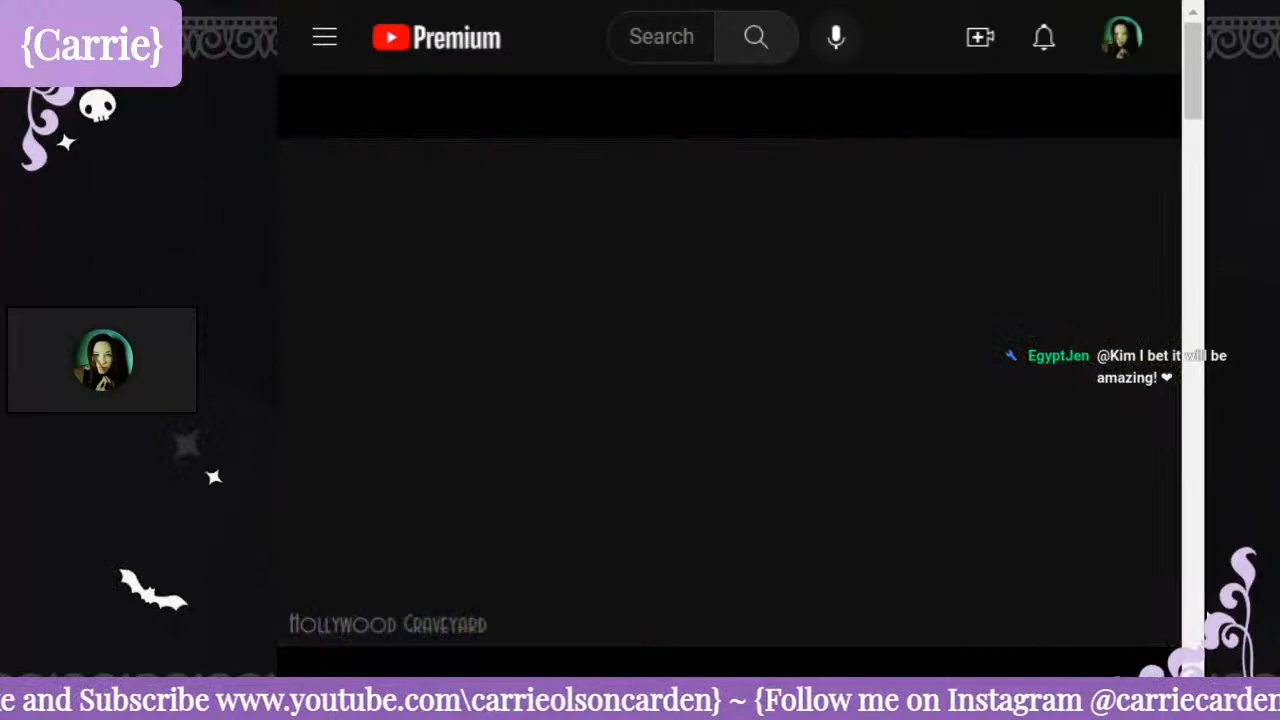 {Carrie}
Premium
Search
EgyptJen @Kim I bet it will be
amazing! ❤
HOLLYWOOD GRAVEYARD
e and Subscribe www.youtube.com\carrieolsoncarden} ~ {Follow me on Instagram @carriecarden